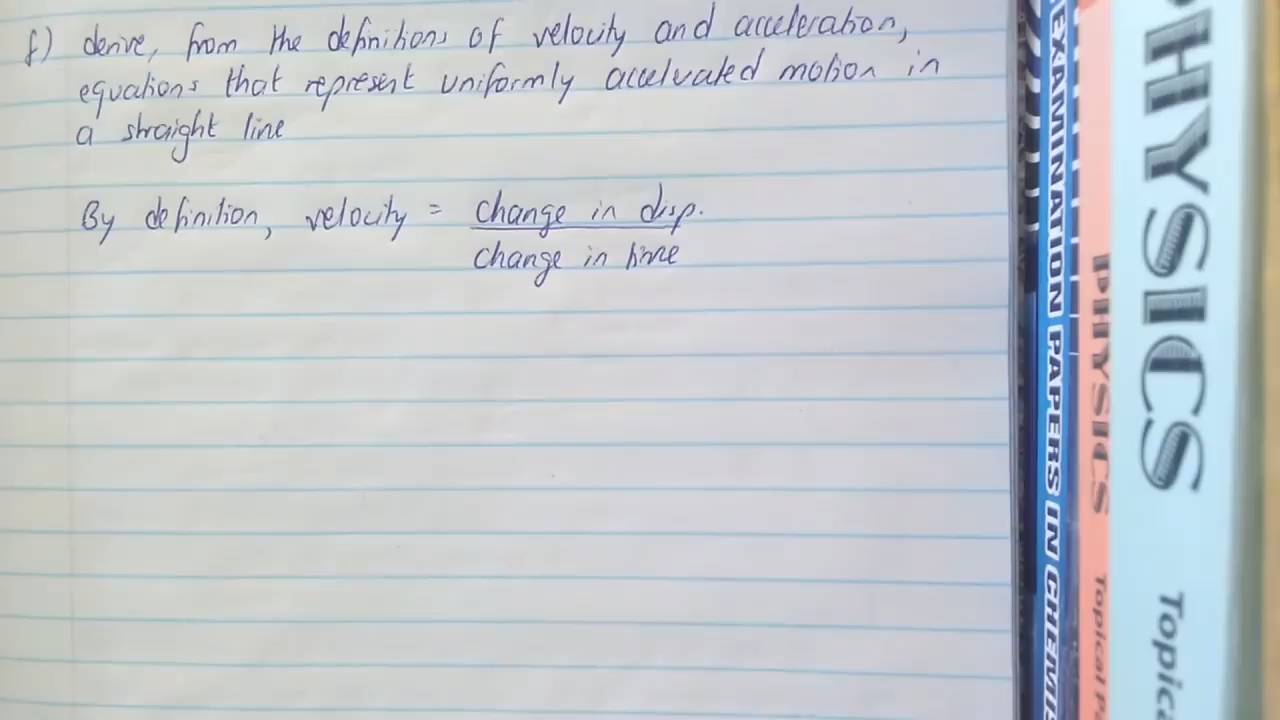 f) derive, from the definitions of velocity and acceleration,
equations that represent uniformly accelerated motion in
a straight line
By definition, velocity = change in disp.
change in time
EXAMINATION PAPERS IN CHEMIS
PHYSICS
Topical P
PHYSICS
Topica